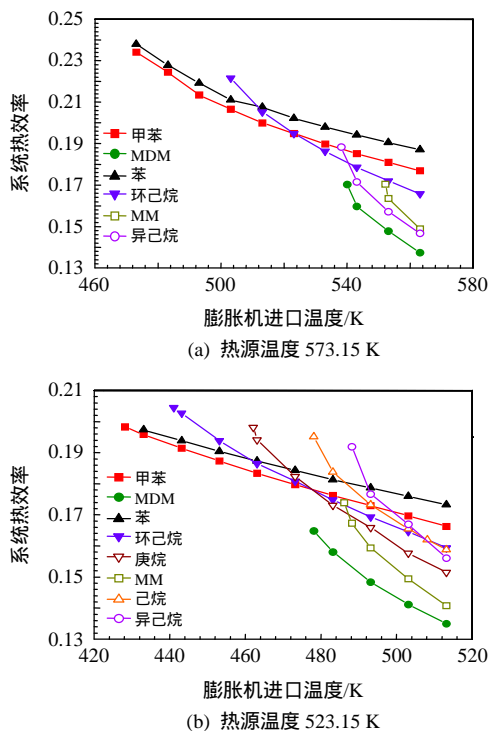 0.25
0.23
0.21
0.19
0.17
0.15
0.13
系统热效率
甲苯
MDM
苯
环己烷
MM
异己烷
460 500 540 580
膨胀机进口温度/K
(a) 热源温度 573.15 K
0.21
0.19
0.17
0.15
0.13
系统热效率
甲苯
MDM
苯
环己烷
庚烷
MM
己烷
异己烷
420 440 460 480 500 520
膨胀机进口温度/K
(b) 热源温度 523.15 K